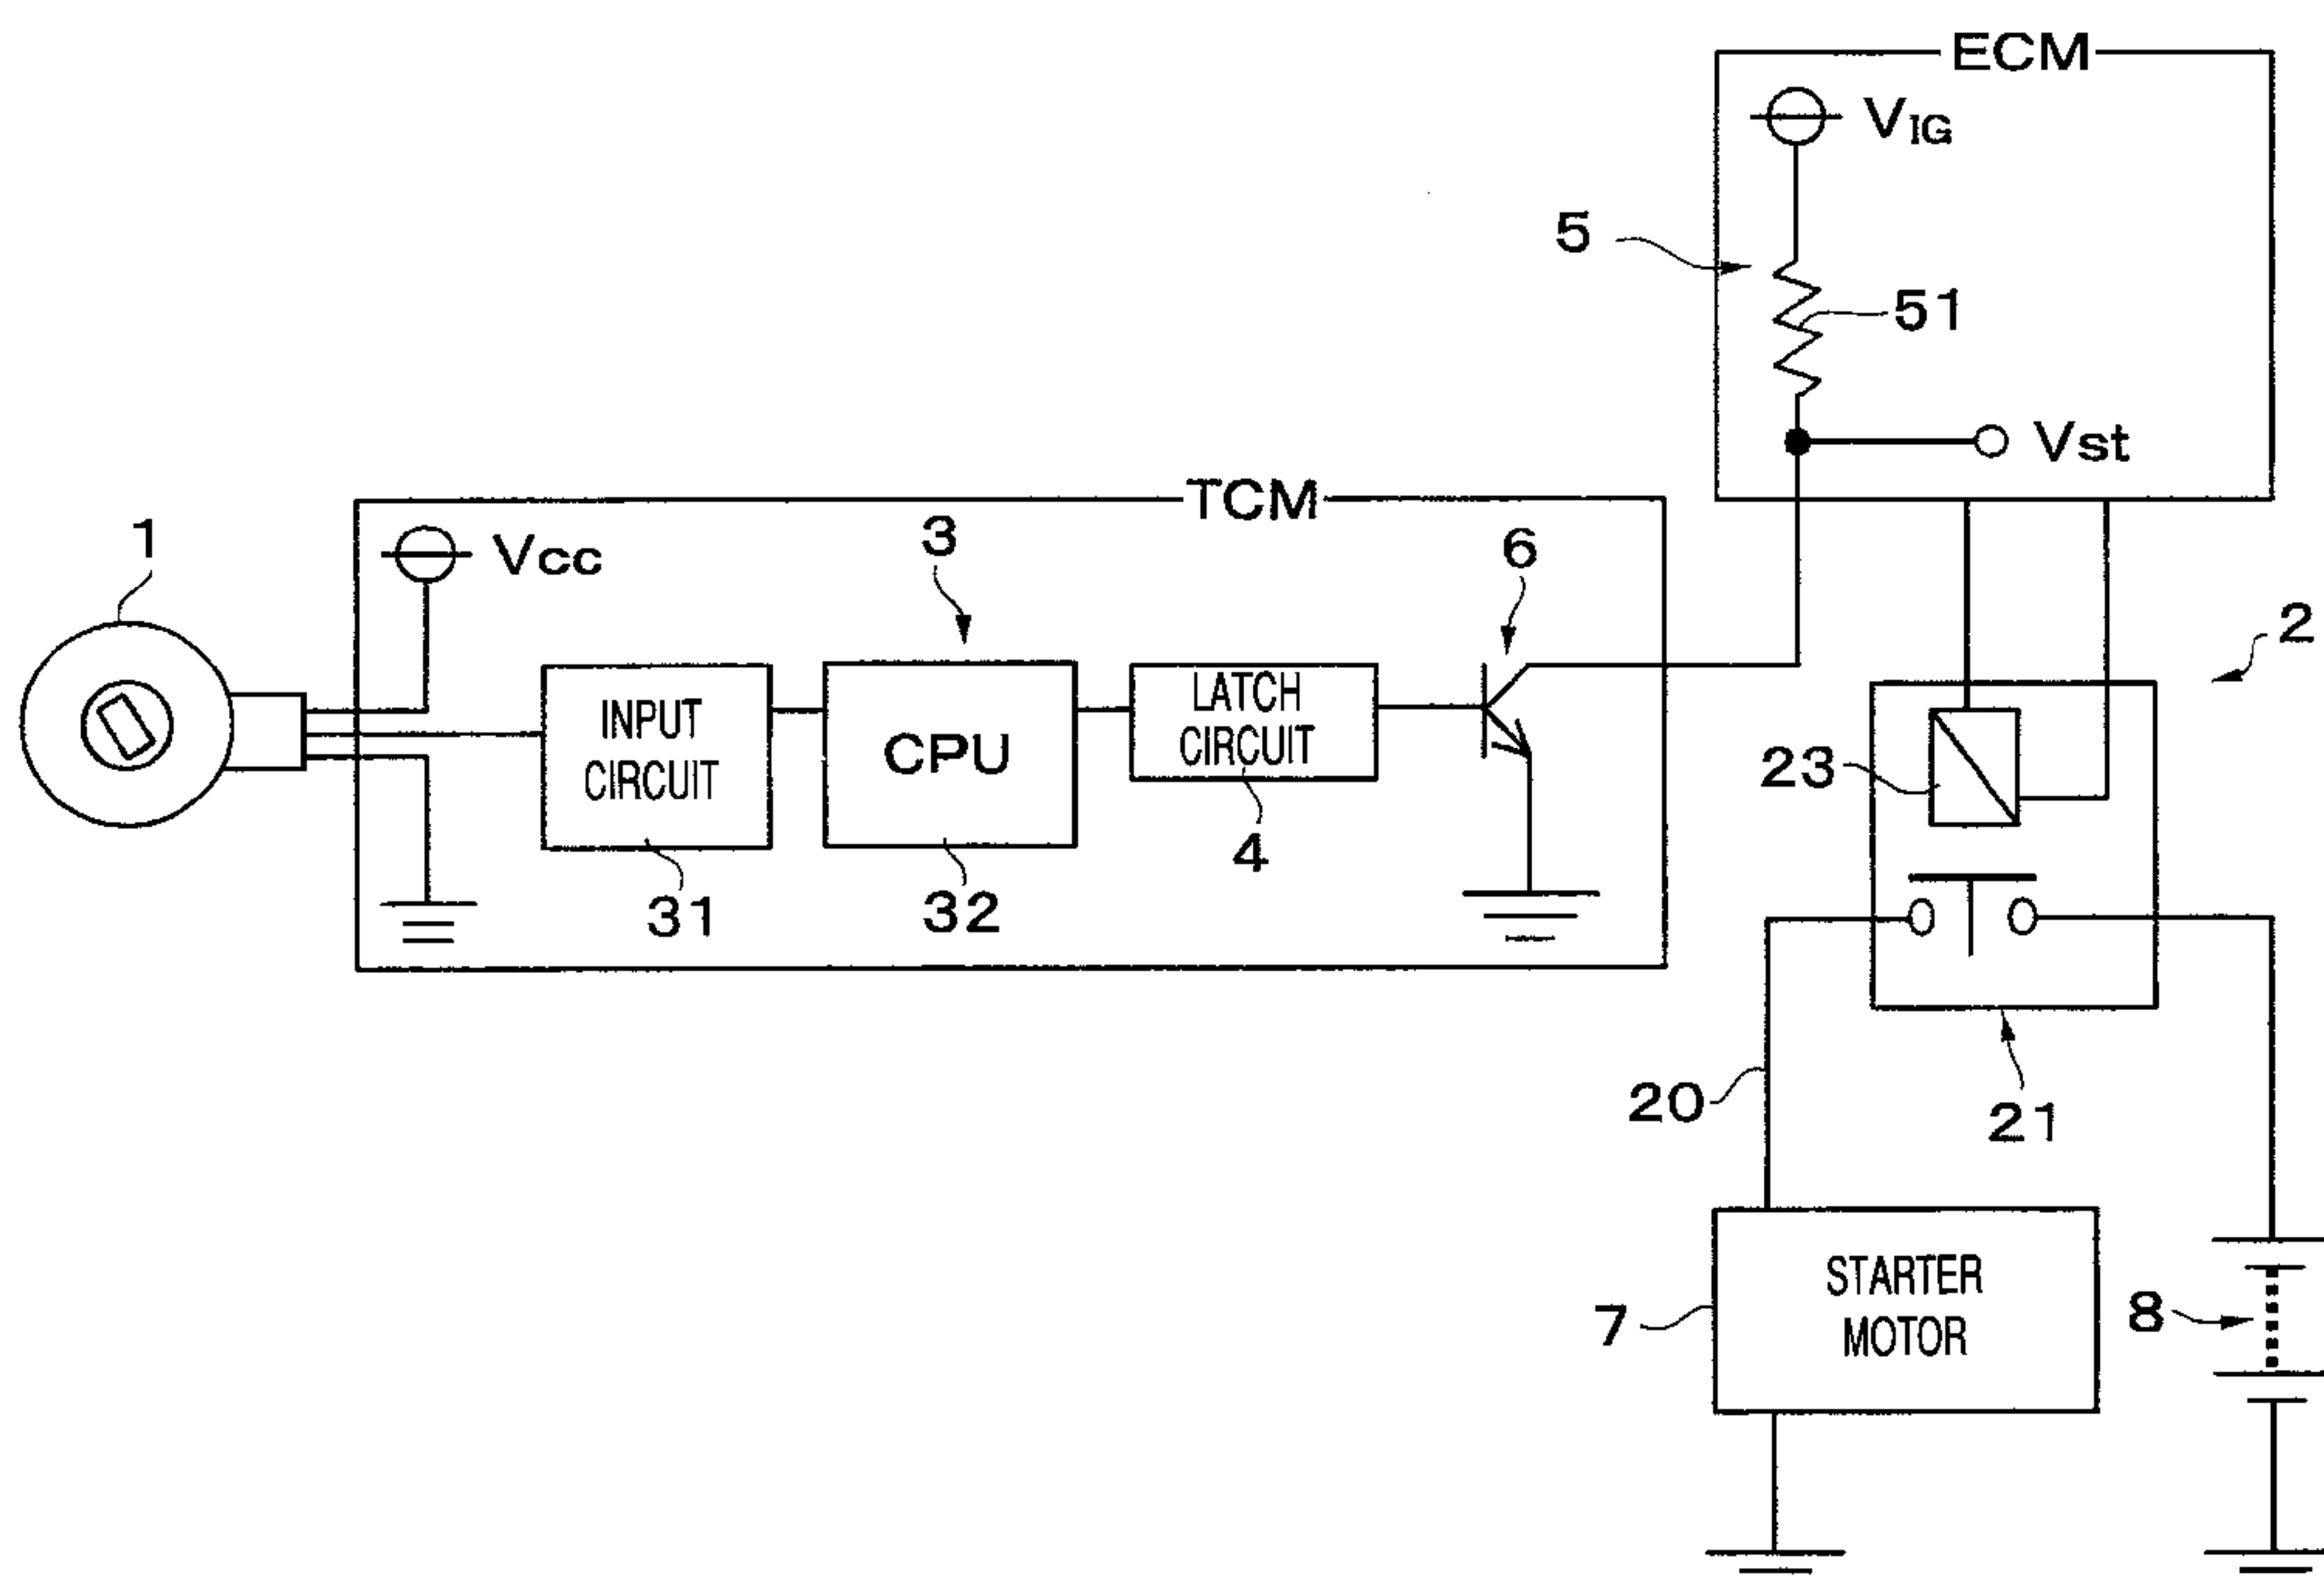 ECM
VIG
5
51
Vst
TCM
1
Vcc
3
6
2
INPUT
CIRCUIT
CPU
LATCH
CIRCUIT
23
4
31
32
20
21
STARTER
MOTOR
7
8